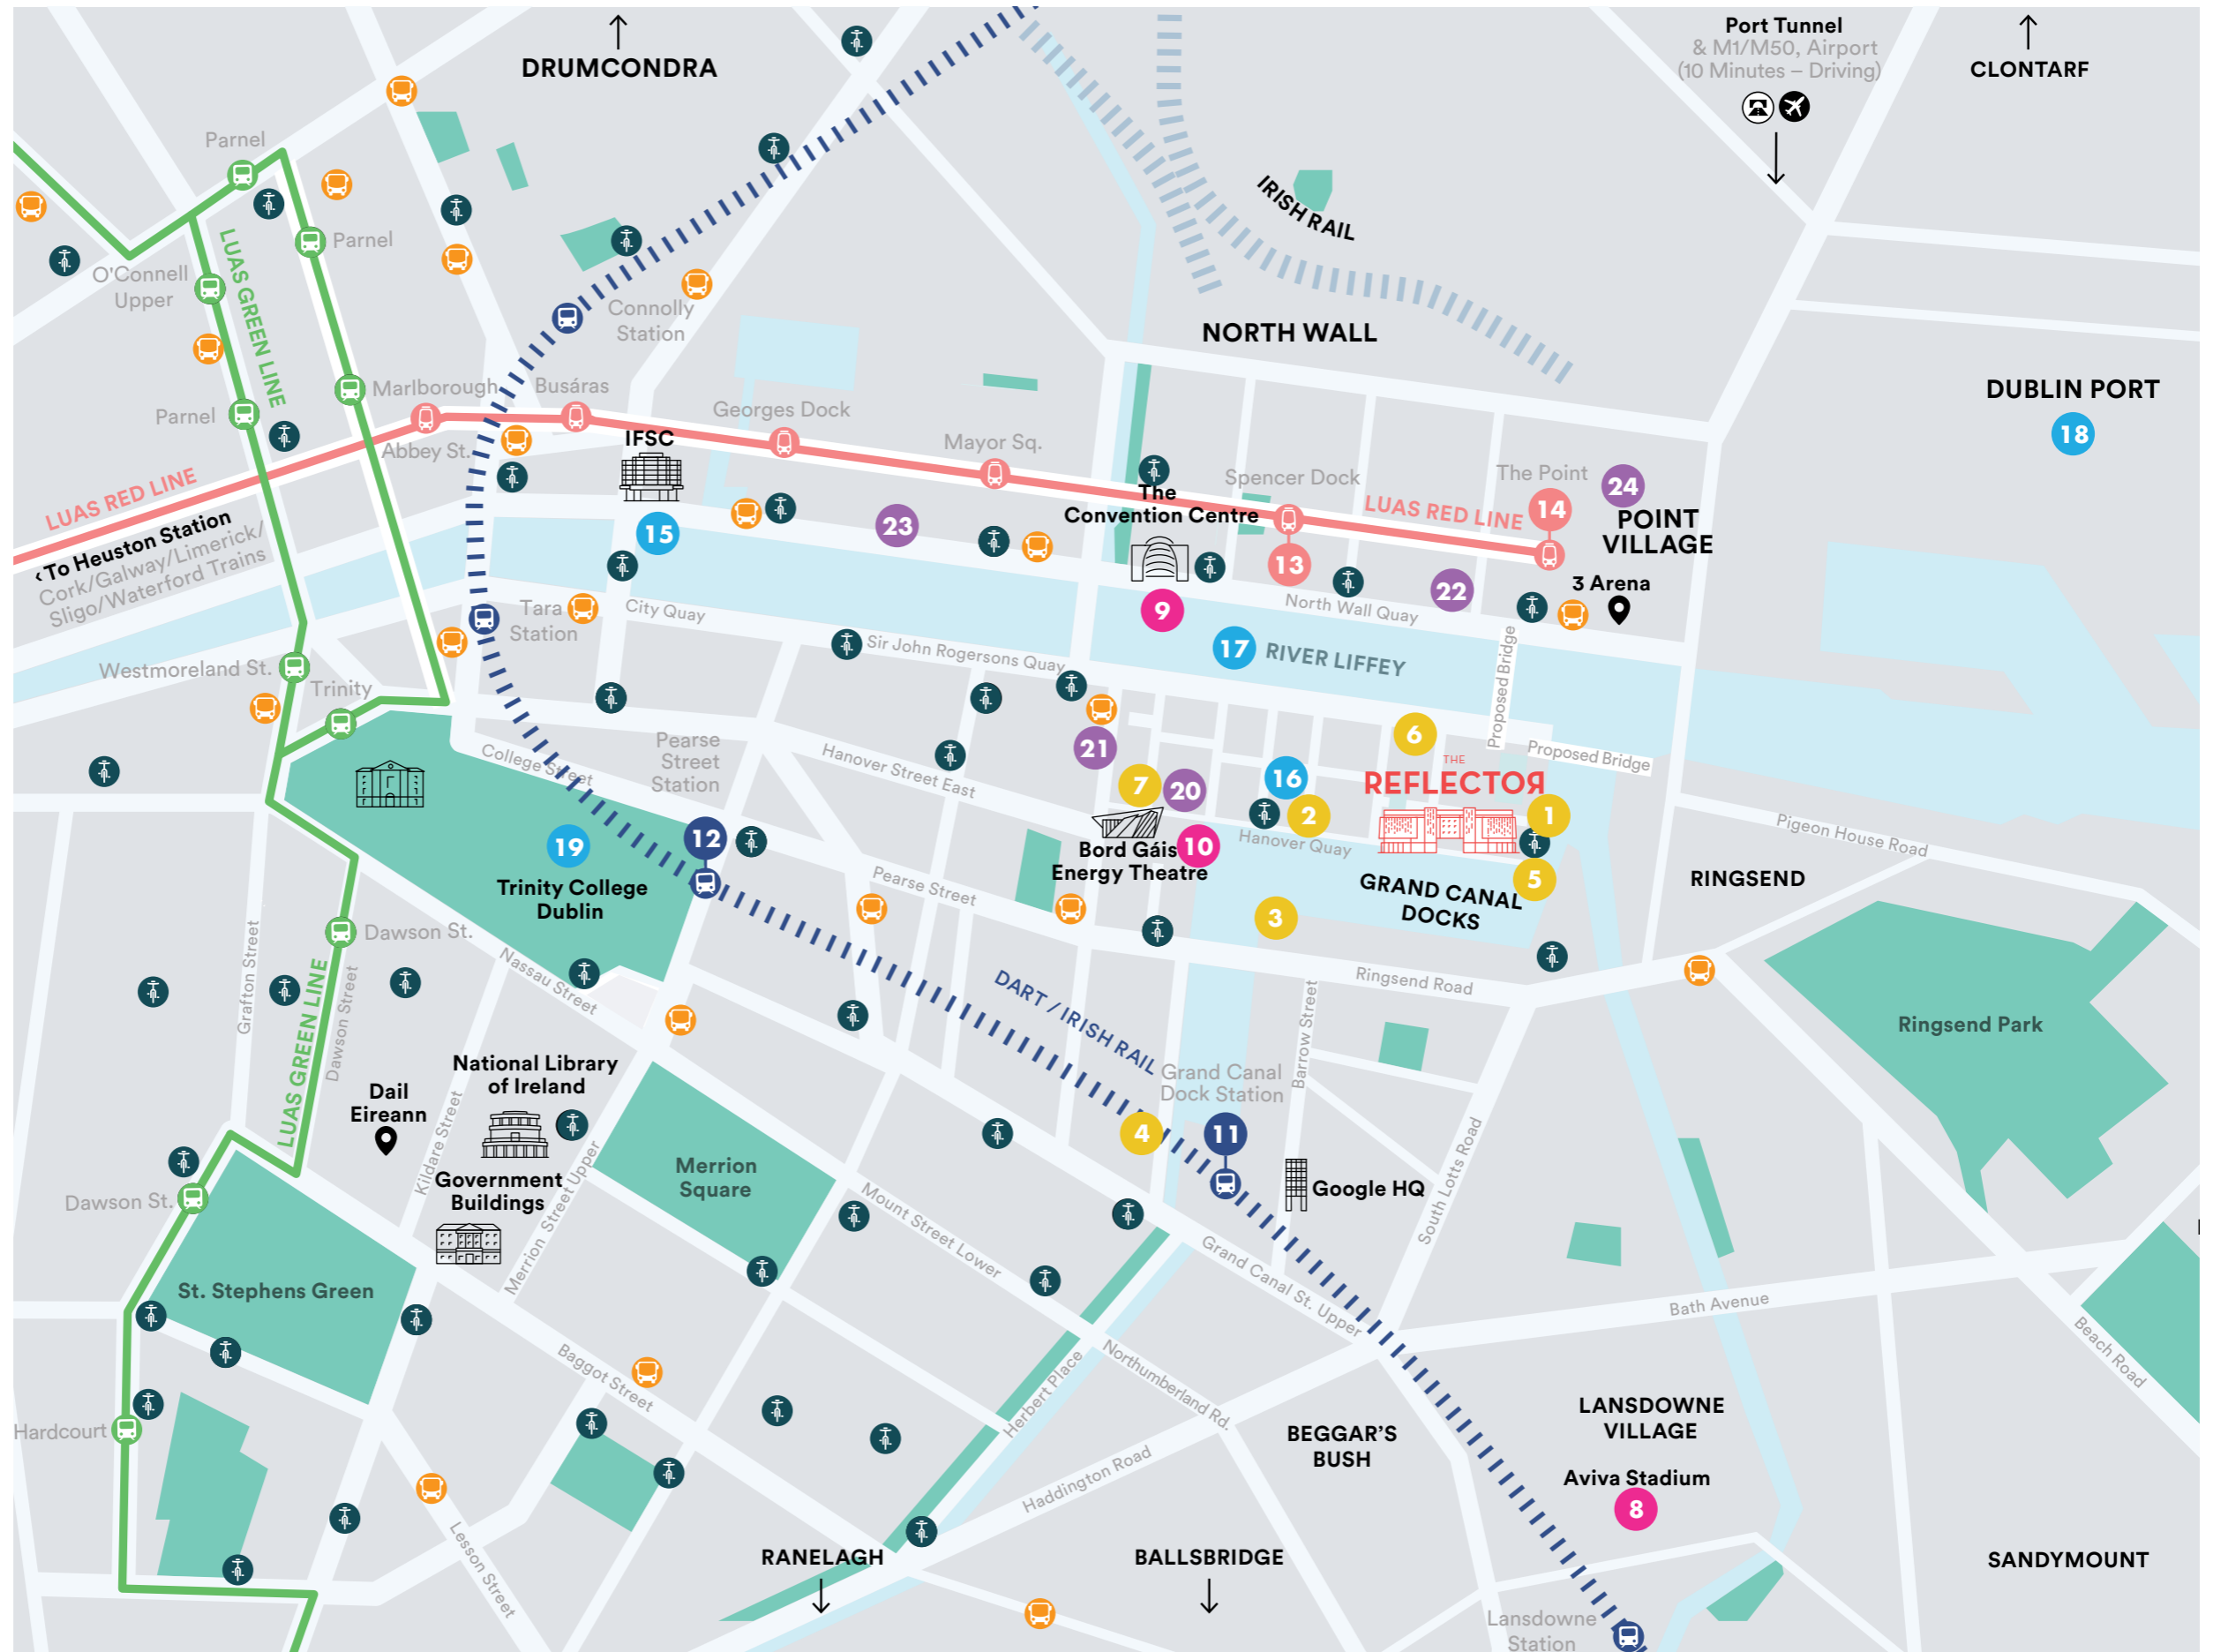 DRUMCONDRA
Port Tunnel
& M1/M50, Airport
(10 Minutes – Driving)
CLONTARF
Parnel
Parnel
IRISH RAIL
O'Connell
Upper
LUAS GREEN LINE
Connolly
Station
NORTH WALL
DUBLIN PORT
18
Parnel
Marlborough
Busáras
Georges Dock
Abbey St.
IFSC
Mayor Sq.
The
Convention Centre
Spencer Dock
The Point
LUAS RED LINE
14
24
POINT
VILLAGE
LUAS RED LINE
‹To Heuston Station
Cork/Galway/Limerick/
Sligo/Waterford Trains
15
23
13
22
3 Arena
9
North Wall Quay
Tara
Station
City Quay
Sir John Rogersons Quay
17
RIVER LIFFEY
Proposed Bridge
Westmoreland St.
Trinity
College Street
Pearse
Street
Station
Hanover Street East
21
6
Proposed Bridge
THE
REFLECTOR
7
20
16
2
1
Hanover Quay
Pigeon House Road
19
12
Trinity College
Dublin
Bord Gáis
Energy Theatre
10
5
GRAND CANAL
DOCKS
RINGSEND
Pearse Street
3
Dawson St.
Grafton Street
LUAS GREEN LINE
Dawson Street
Nassau Street
DART / IRISH RAIL
Ringsend Road
Barrow Street
Ringsend Park
National Library
of Ireland
Dail
Eireann
Kildare Street
Grand Canal
Dock Station
4
11
Google HQ
South Lotts Road
Government
Buildings
Merrion Street Upper
Merrion
Square
Dawson St.
Mount Street Lower
Grand Canal St. Upper
St. Stephens Green
Bath Avenue
Beach Road
Baggot Street
Herbert Place
Northumberland Rd.
Hardcourt
Haddington Road
BEGGAR'S
BUSH
LANSDOWNE
VILLAGE
Aviva Stadium
8
Lesson Street
RANELAGH
BALLSBRIDGE
SANDYMOUNT
Lansdowne
Station